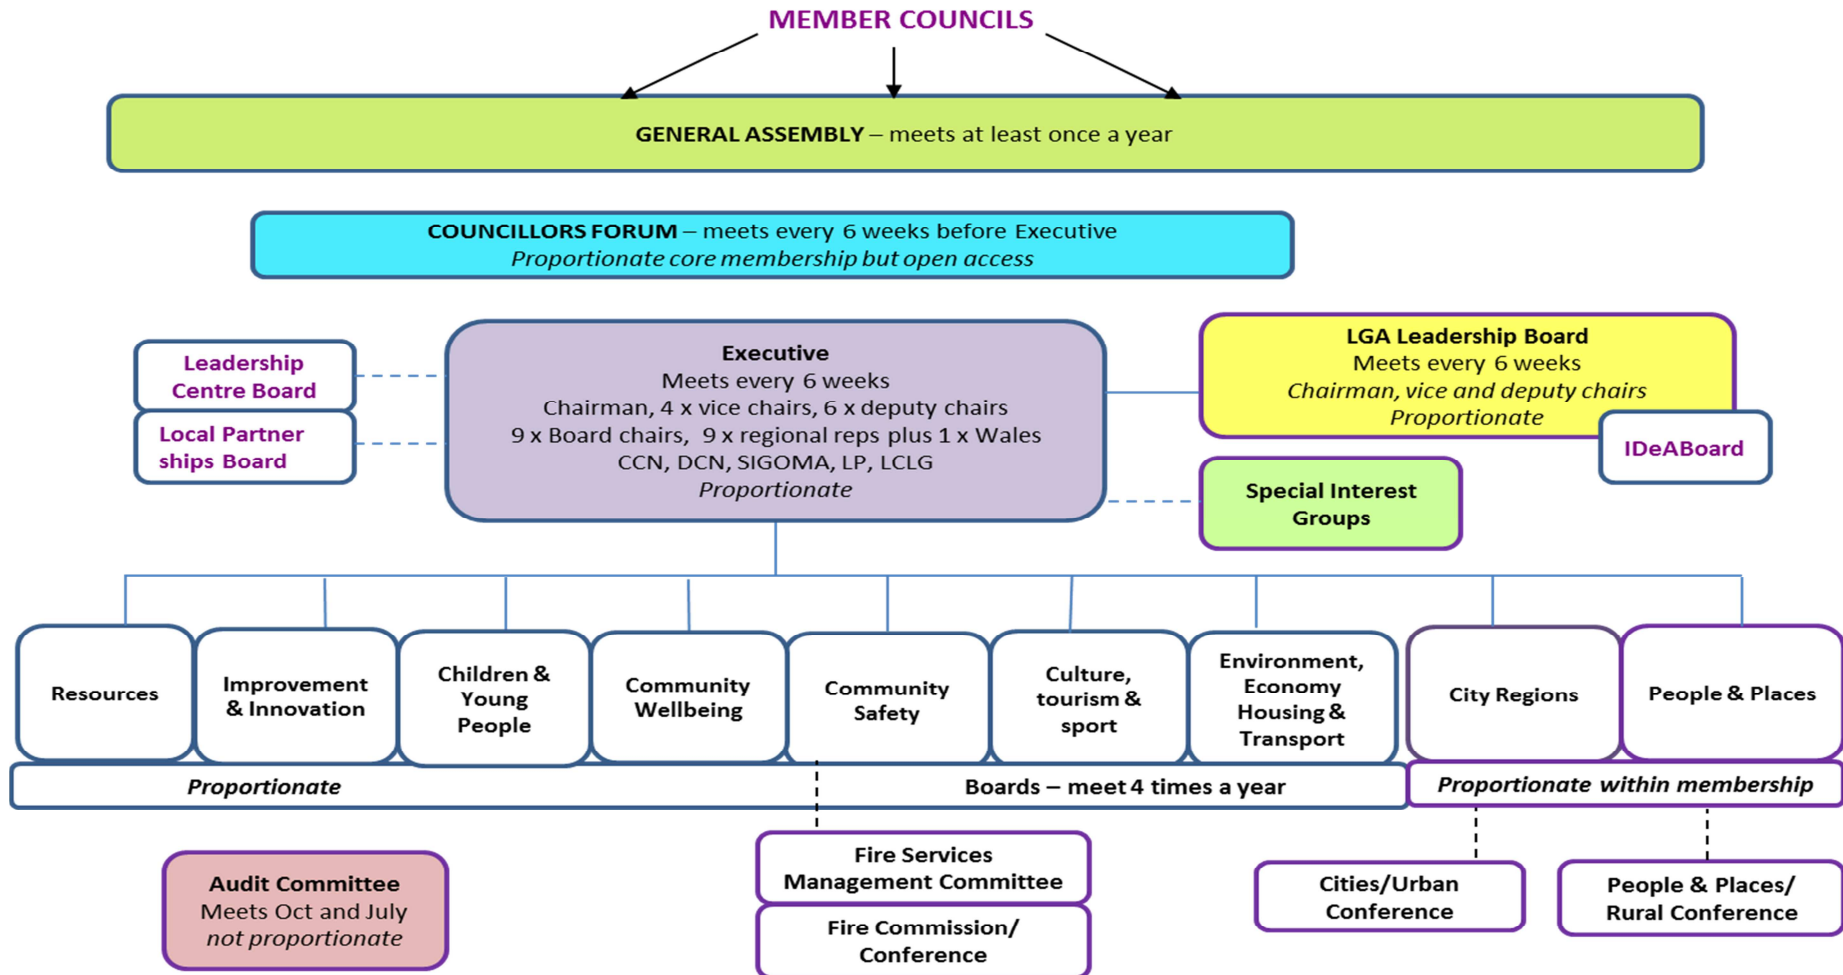 MEMBER COUNCILS
GENERAL ASSEMBLY – meets at least once a year
COUNCILLORS FORUM – meets every 6 weeks before Executive
Proportionate core membership but open access
Leadership
Centre Board
Local Partner
ships Board
Executive
Meets every 6 weeks
Chairman, 4 x vice chairs, 6 x deputy chairs
9 x Board chairs, 9 x regional reps plus 1 x Wales
CCN, DCN, SIGOMA, LP, LCLG
Proportionate
LGA Leadership Board
Meets every 6 weeks
Chairman, vice and deputy chairs
Proportionate
IDeABoard
Special Interest
Groups
Resources
Improvement
& Innovation
Children &
Young
People
Community
Wellbeing
Community
Safety
Culture,
tourism &
sport
Environment,
Economy
Housing &
Transport
City Regions
People & Places
Proportionate
Boards – meet 4 times a year
Proportionate within membership
Audit Committee
Meets Oct and July
not proportionate
Fire Services
Management Committee
Fire Commission/
Conference
Cities/Urban
Conference
People & Places/
Rural Conference